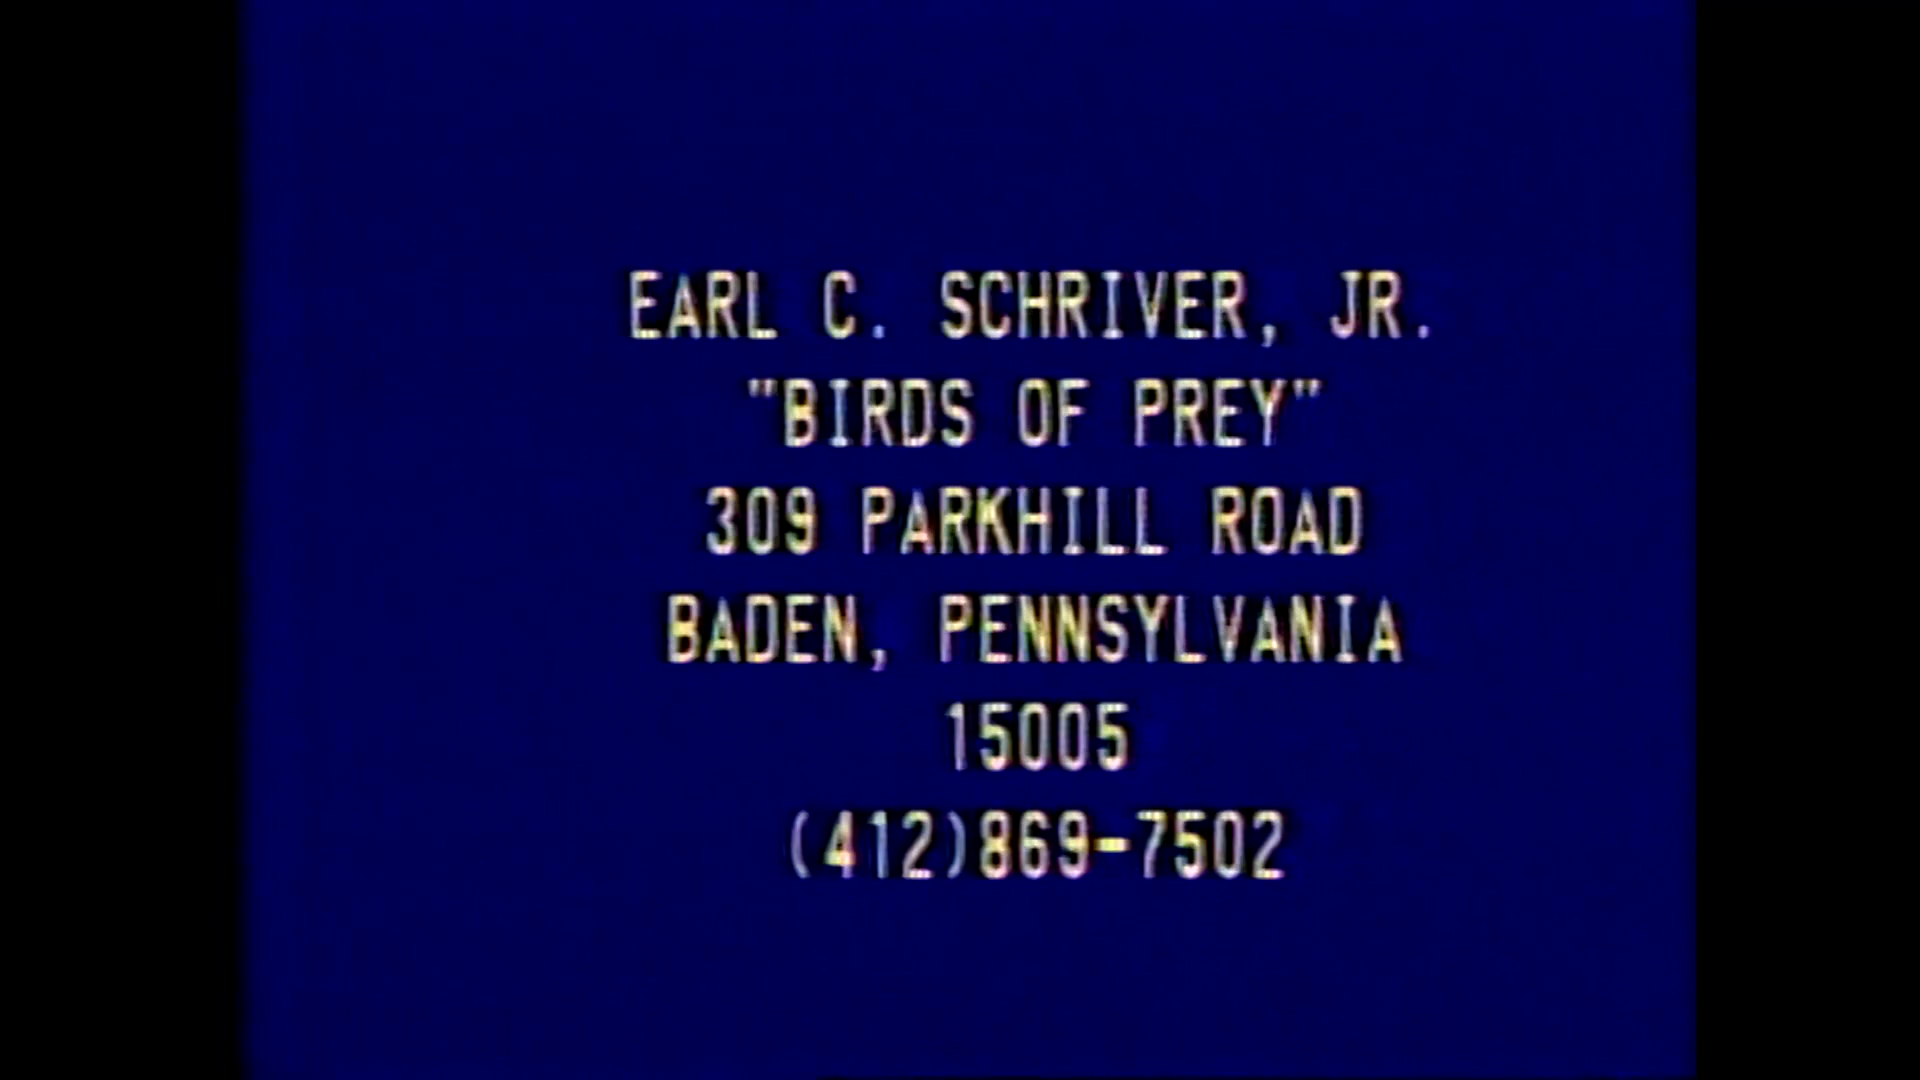 EARL C. SCHRIVER, JR.
"BIRDS OF PREY"
309 PARKHILL ROAD
BADEN, PENNSYLVANIA
15005
(412)869-7502